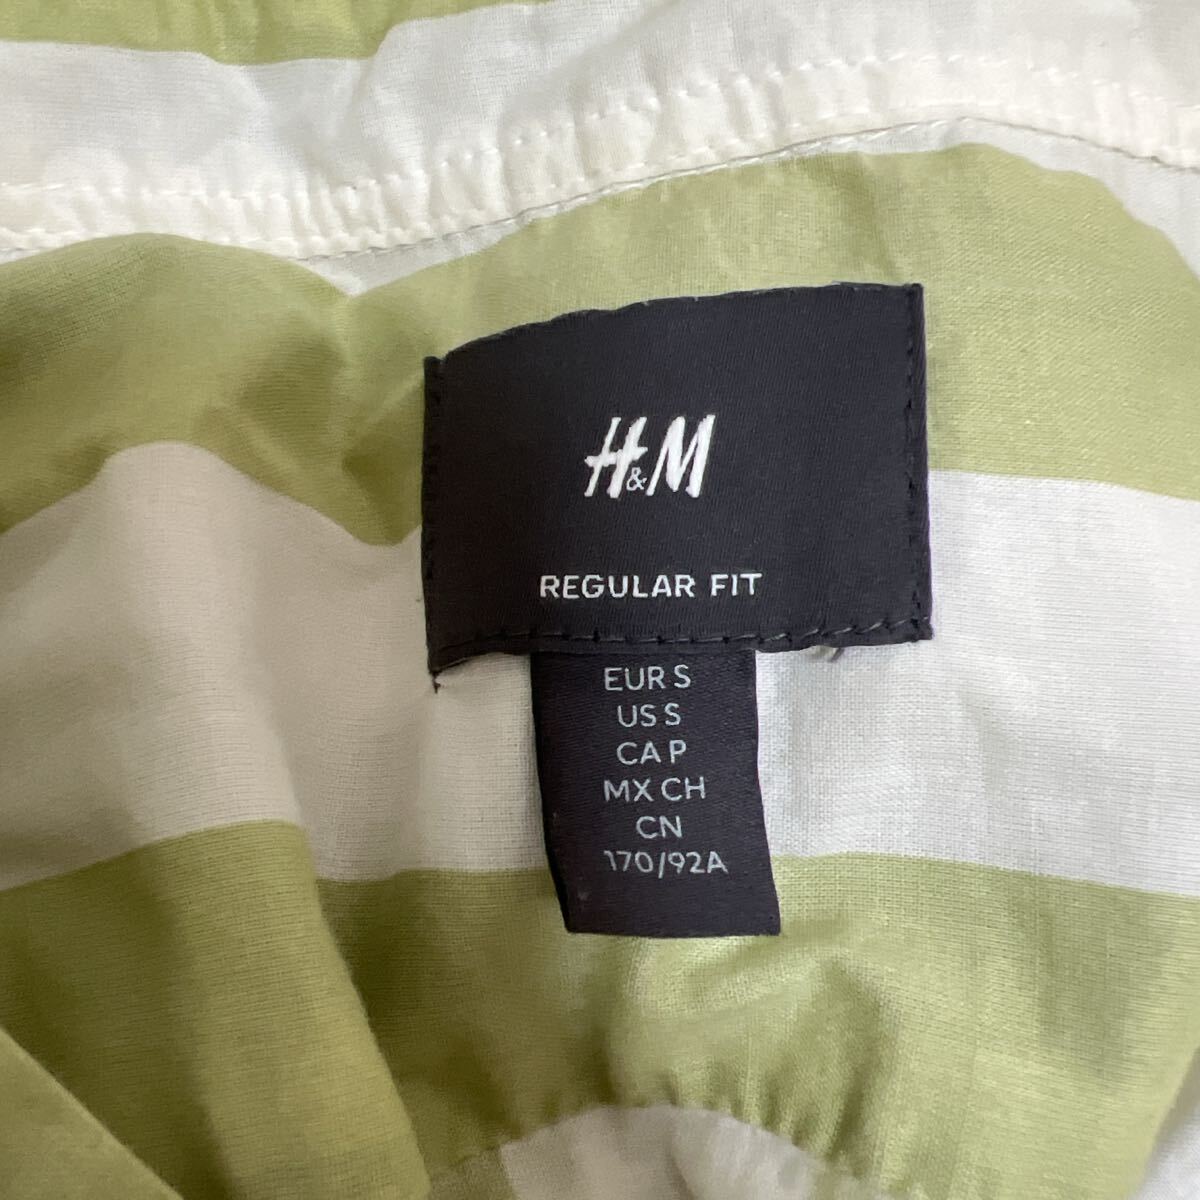 H&M
REGULAR FIT
EUR S
US S
CA P
MX CH
CN
170/92A